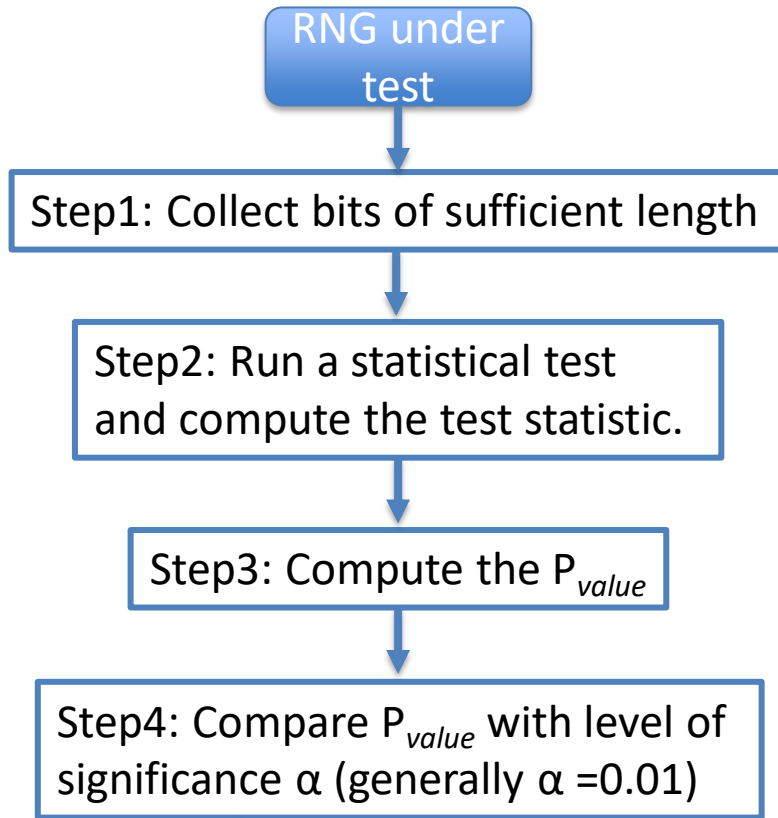 RNG under
test
Step1: Collect bits of sufficient length
Step2: Run a statistical test
and compute the test statistic.
Step3: Compute the Pvalue
Step4: Compare Pvalue with level of
significance α (generally α =0.01)